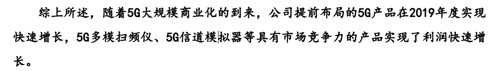 综上所述，随着5G大规模商业化的到来，公司提前布局的5G产品在2019年度实现
快速增长，5G多模扫频仪、5G信道模拟器等具有市场竞争力的产品实现了利润快速增
长。